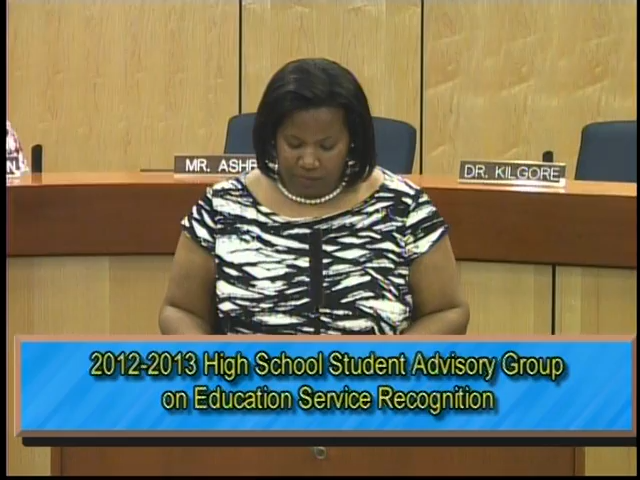 MR. ASH
DR. KILGORE
2012-2013 High School Student Advisory Group
on Education Service Recognition